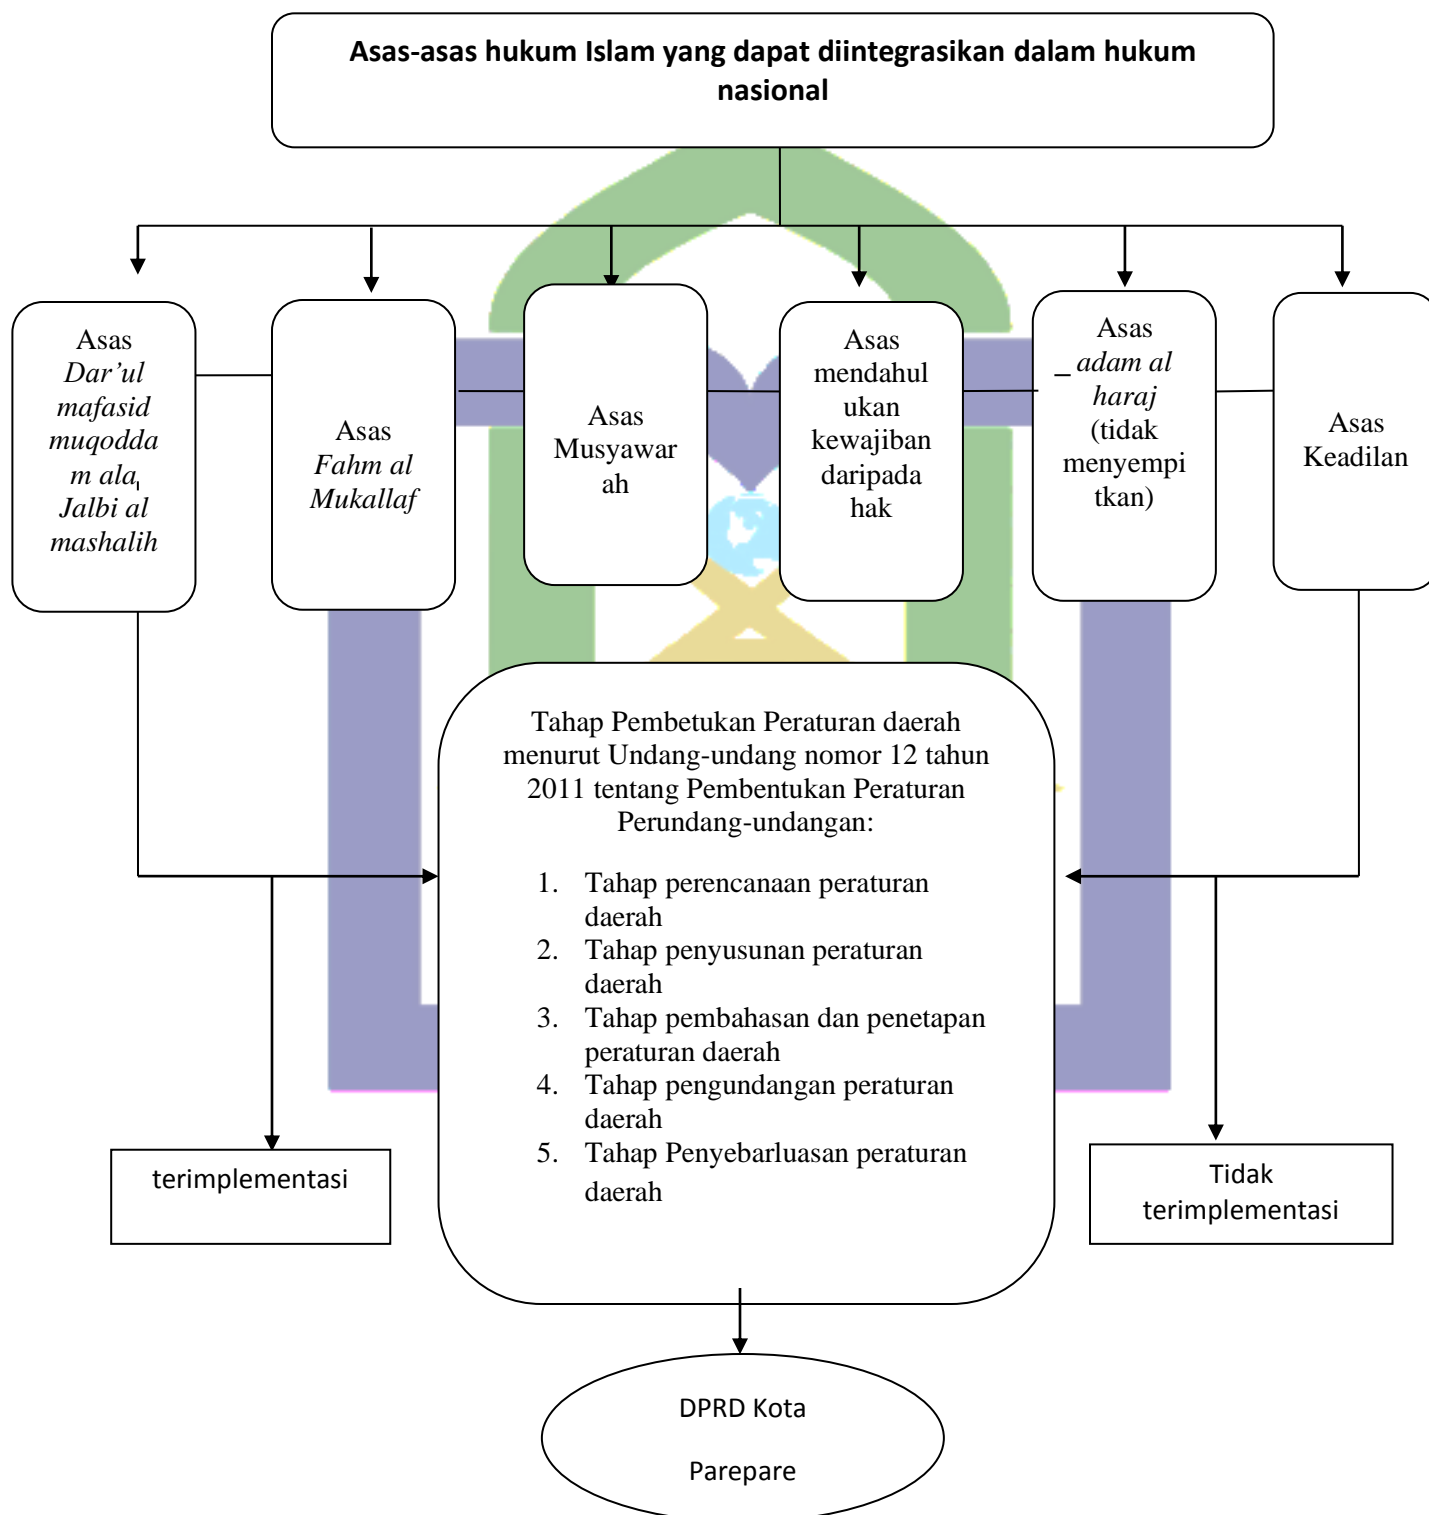 Asas-asas hukum Islam yang dapat diintegrasikan dalam hukum
nasional
Asas
Dar’ul
mafasid
muqodda
m ala
Jalbi al
mashalih
Asas
Fahm al
Mukallaf
Asas
Musyawar
ah
Asas
mendahul
ukan
kewajiban
daripada
hak
Asas
adam al
haraj
(tidak
menyempi
tkan)
Asas
Keadilan
Tahap Pembetukan Peraturan daerah
menurut Undang-undang nomor 12 tahun
2011 tentang Pembentukan Peraturan
Perundang-undangan:
1. Tahap perencanaan peraturan
daerah
2. Tahap penyusunan peraturan
daerah
3. Tahap pembahasan dan penetapan
peraturan daerah
4. Tahap pengundangan peraturan
daerah
5. Tahap Penyebarluasan peraturan
daerah
terimplementasi
Tidak
terimplementasi
DPRD Kota
Parepare